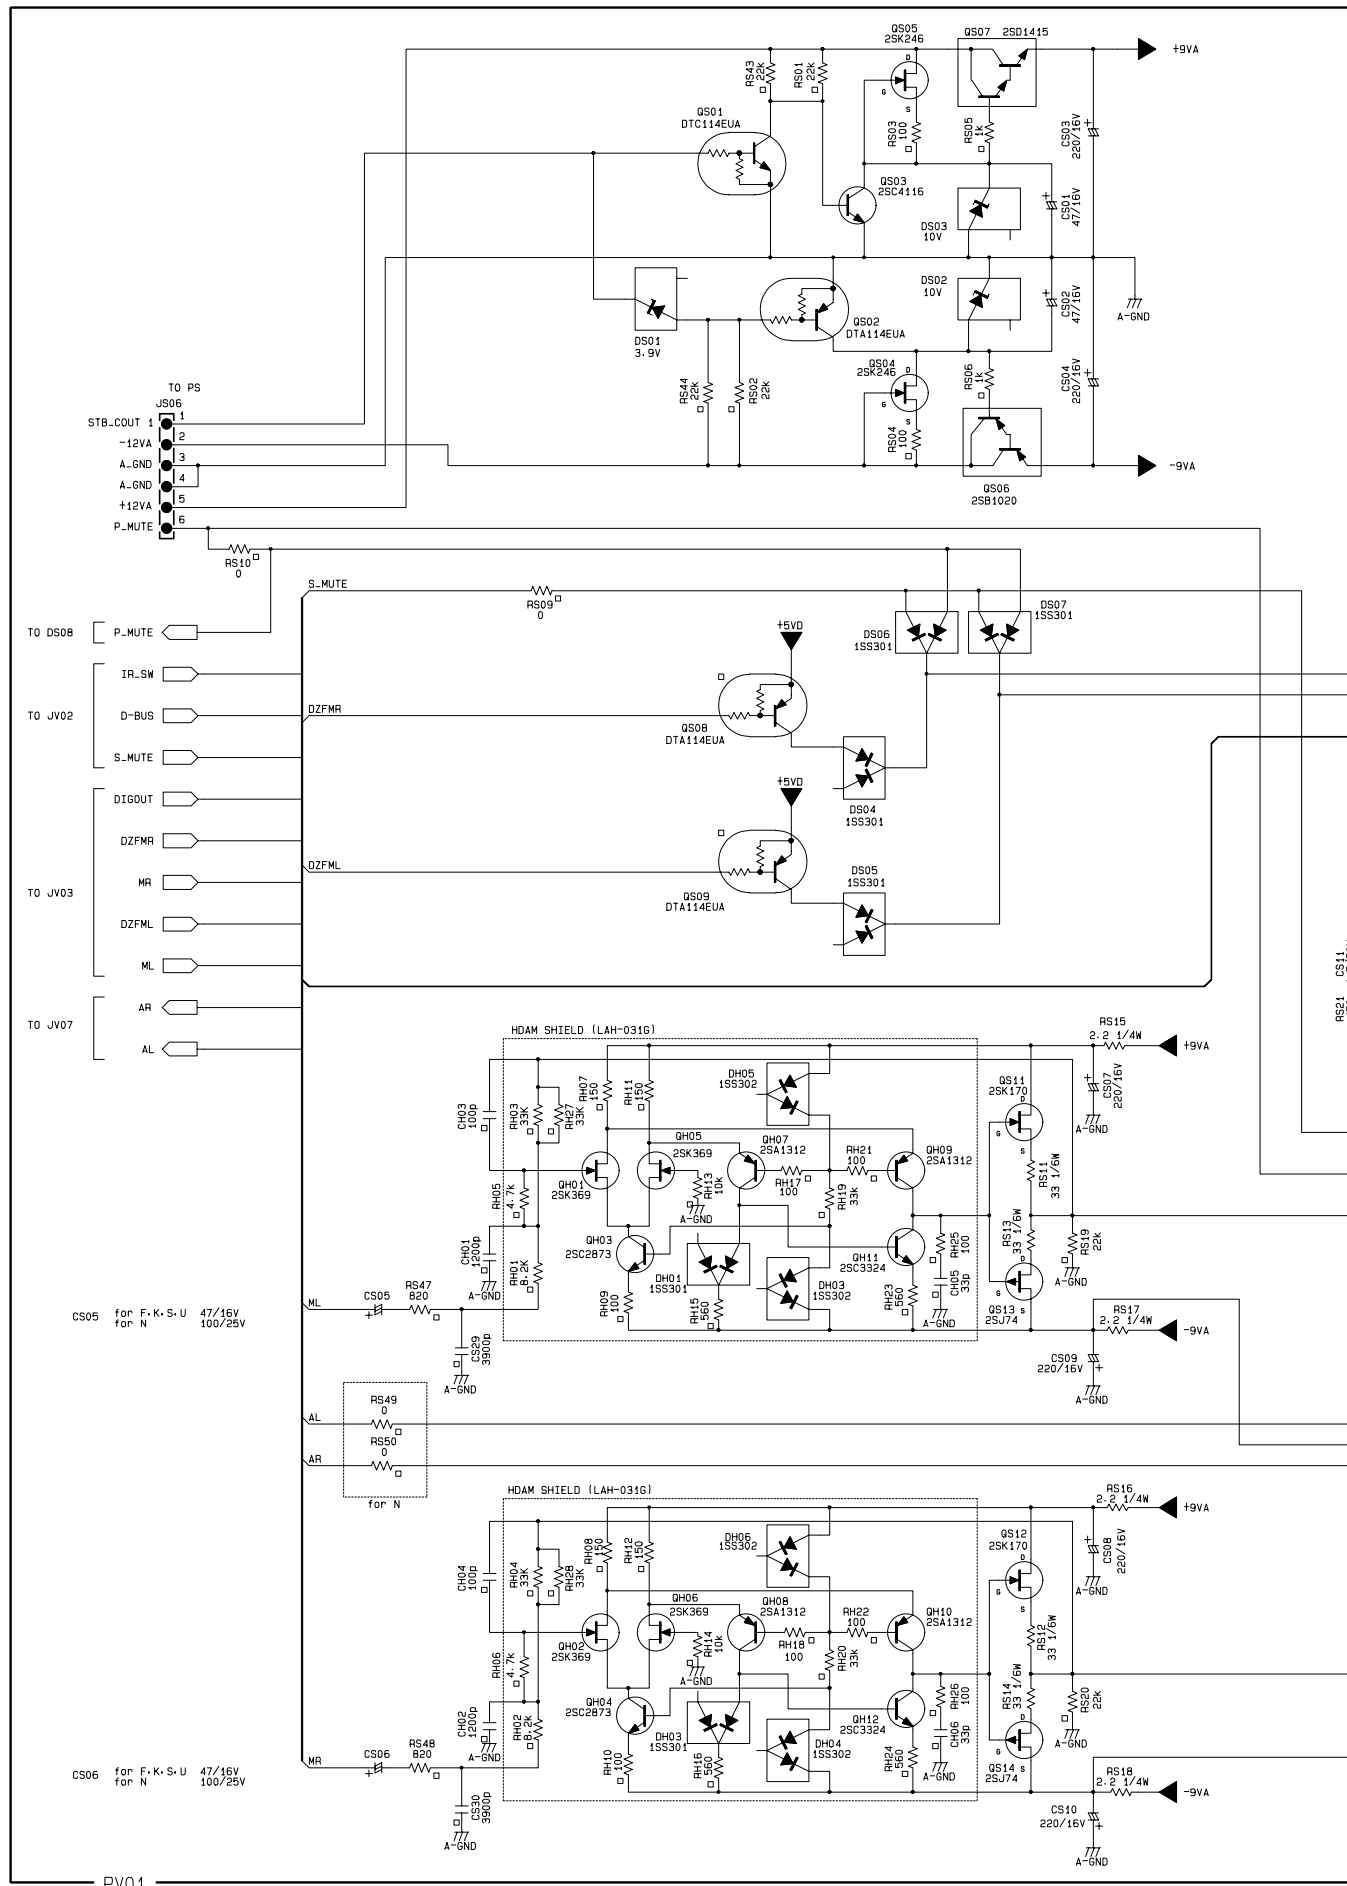 QS05
2SK246
QS07 2SD1415
+9VA
RS43
22k
RS01
22k
D
G
S
QS01
DTC114EUA
RS03
100
RS05
1k
CS03
220/16V
QS03
2SC4116
DS03
10V
CS01
47/16V
DS02
10V
CS02
47/16V
A-GND
DS01
3.9V
QS02
DTA114EUA
QS04
2SK246
D
G
S
RS06
1k
CS04
220/16V
RS44
22k
RS02
22k
RS04
100
-9VA
QS06
2SB1020
TO PS
JS06
STB_COUT 1
1
-12VA
2
A_GND
3
A_GND
4
+12VA
5
P_MUTE
6
RS10
0
S_MUTE
RS09
0
TO DS08
P_MUTE
DS06
1SS301
DS07
1SS301
+5VD
IR_SW
TO JV02
D-BUS
DZFMR
QS08
DTA114EUA
S_MUTE
DS04
1SS301
DIGOUT
+5VD
DZFMR
DZFML
TO JV03
MR
DS05
1SS301
QS09
DTA114EUA
DZFML
ML
CS11
RS21
AR
TO JV07
AL
HDAM SHIELD (LAH-031G)
RS15
2.2 1/4W
+9VA
CH03
100p
RH03
33K
RH27
33K
RH07
150
RH11
150
DH05
1SS302
QS11
2SK170
D
G
S
CS07
220/16V
A-GND
QH05
2SK369
QH07
2SA1312
RH21
100
QH09
2SA1312
RH05
4.7k
QH01
2SK369
RH13
10k
A-GND
RH17
100
RH19
33k
RS11
33 1/6W
QH03
2SC2873
CH01
1200p
A-GND
RH01
8.2K
DH01
1SS301
DH03
1SS302
QH11
2SC3324
RH25
100
CH05
33p
A-GND
RS13
33 1/6W
RS19
22k
A-GND
D
G
S
QS13
2SJ74
RH09
100
RH15
560
RH23
560
ML
CS05
RS47
820
CS05 for F.K.S.U 47/16V
for N 100/25V
CS29
3900p
A-GND
RS17
2.2 1/4W
-9VA
CS09
220/16V
A-GND
RS49
0
AL
RS50
0
AR
for N
HDAM SHIELD (LAH-031G)
RS16
2.2 1/4W
+9VA
CH04
100p
RH04
33K
RH28
33K
RH08
150
RH12
150
DH06
1SS302
QS12
2SK170
D
G
S
CS08
220/16V
A-GND
QH06
2SK369
QH08
2SA1312
RH22
100
QH10
2SA1312
RH06
4.7k
QH02
2SK369
RH14
10k
A-GND
RH18
100
RH20
33k
RS12
33 1/6W
QH04
2SC2873
CH02
1200p
A-GND
RH02
8.2k
DH03
1SS301
DH04
1SS302
QH12
2SC3324
RH26
100
CH06
33p
A-GND
RS14
33 1/6W
RS20
22k
A-GND
D
G
S
QS14
2SJ74
RH10
100
RH16
560
RH24
560
MR
CS06
RS48
820
CS06 for F.K.S.U 47/16V
for N 100/25V
CS30
3900p
A-GND
RS18
2.2 1/4W
-9VA
CS10
220/16V
A-GND
PV01